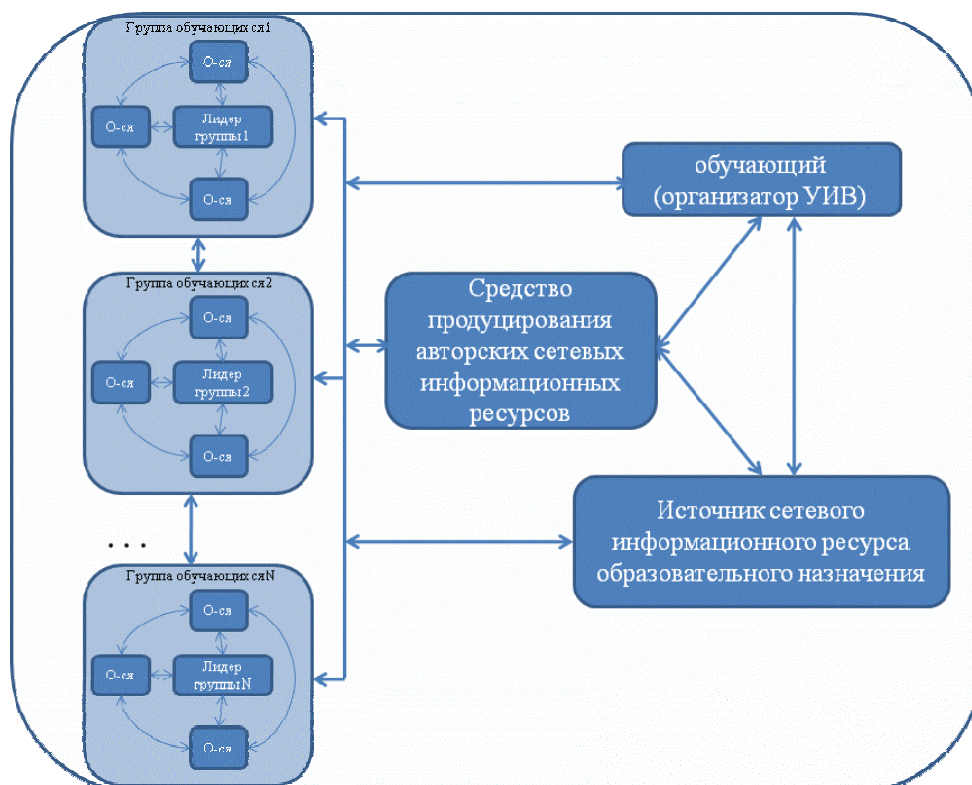 Группа обучающихся1
О-ся
О-ся
Лидер
группы1
О-ся
Группа обучающихся2
О-ся
О-ся
Лидер
группы2
О-ся
. . .
Группа обучающихсяN
О-ся
О-ся
Лидер
группыN
О-ся
обучающий
(организатор УИВ)
Средство
продуцирования
авторских сетевых
информационных
ресурсов
Источник сетевого
информационного ресурса
образовательного назначения